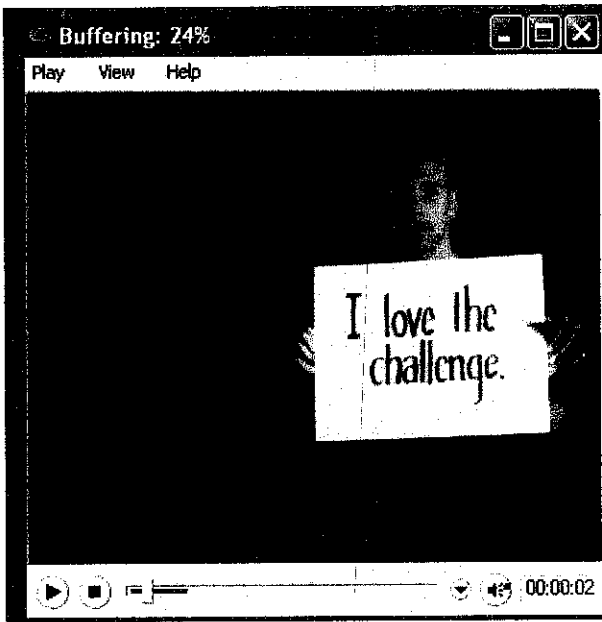 Buffering: 24%
Play View Help
I love the
challenge.
00:00:02